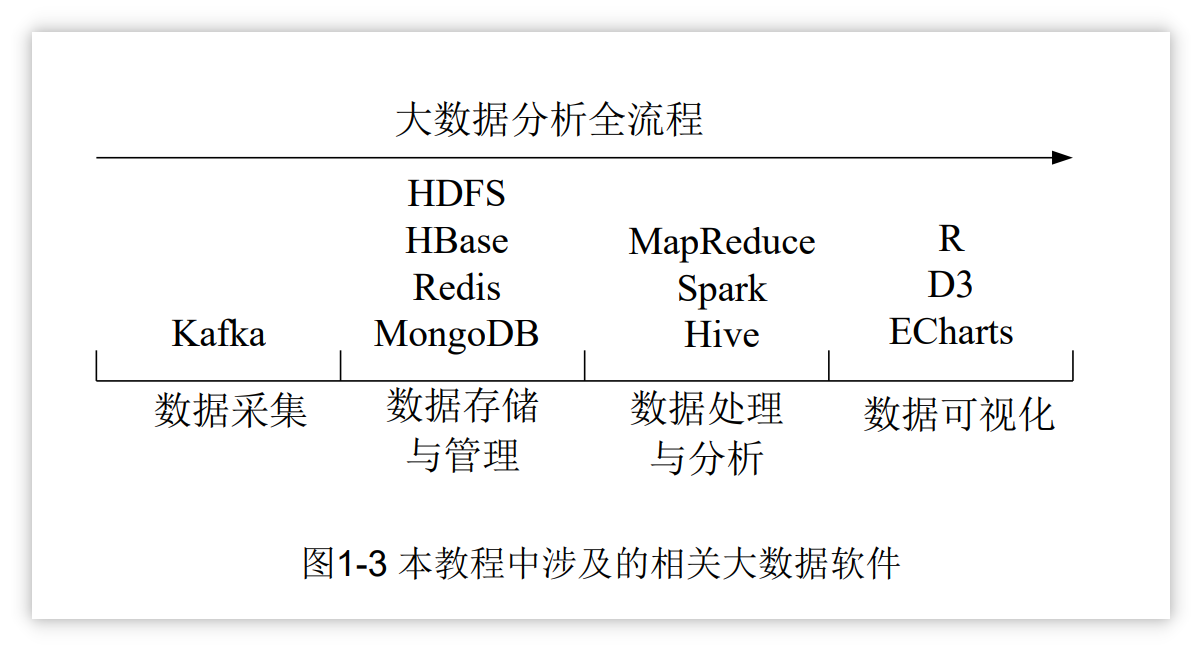 大数据分析全流程
Kafka
数据采集
HDFS
HBase
Redis
MongoDB
数据存储
与管理
MapReduce
Spark
Hive
数据处理
与分析
R
D3
ECharts
数据可视化
图1-3 本教程中涉及的相关大数据软件